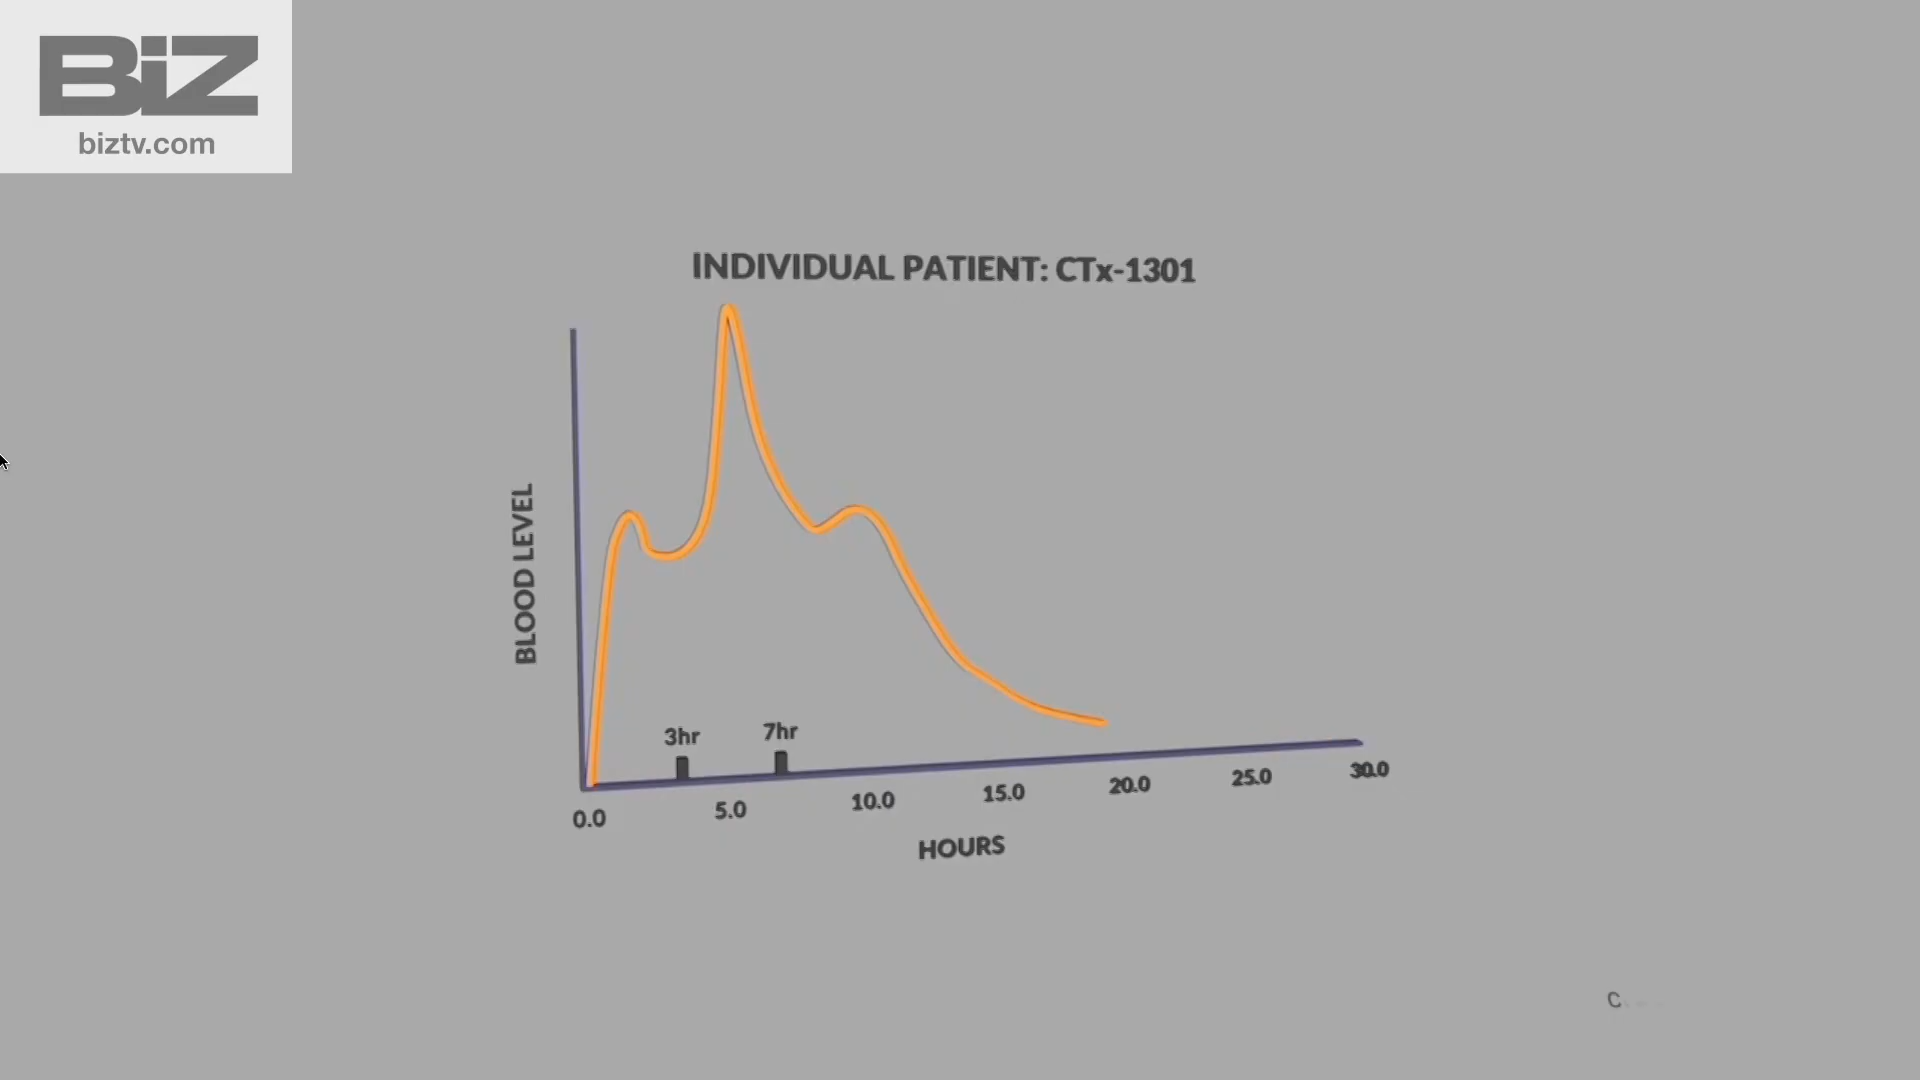 BiZ
biztv.com
INDIVIDUAL PATIENT: CTx-1301
BLOOD LEVEL
3hr
7hr
0.0
5.0
10.0
15.0
20.0
25.0
30.0
HOURS
C